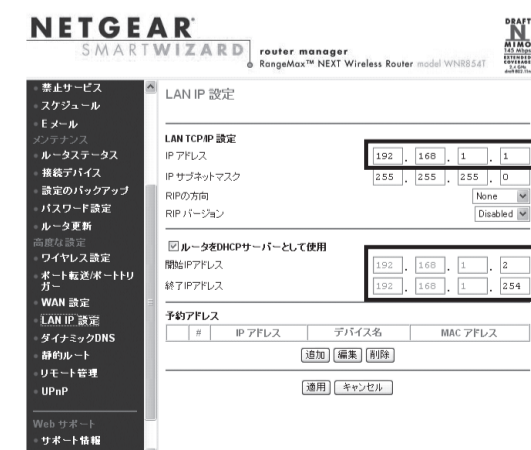 NETGEAR
SMARTWIZARD router manager
RangeMax™ NEXT Wireless Router model WNR854T
DRAFT
N
MIMO
禁止サービス
スケジュール
Eメール
メンテナンス
ルータステータス
接続デバイス
設定のバックアップ
パスワード設定
ルータ更新
高度な設定
ワイヤレス設定
ポート転送/ポートトリ
ガー
WAN 設定
LAN IP 設定
ダイナミックDNS
静的ルート
リモート管理
UPnP
Web サポート
サポート情報
LAN IP 設定
LAN TCP/IP 設定
IP アドレス 192 . 168 . 1 . 1
IP サブネットマスク 255 . 255 . 255 . 0
RIPの方向 None
RIP バージョン Disabled
ルータをDHCPサーバーとして使用
開始IPアドレス 192 . 168 . 1 . 2
終了IPアドレス 192 . 168 . 1 . 254
予約アドレス
# IP アドレス デバイス名 MAC アドレス
追加 編集 削除
適用 キャンセル